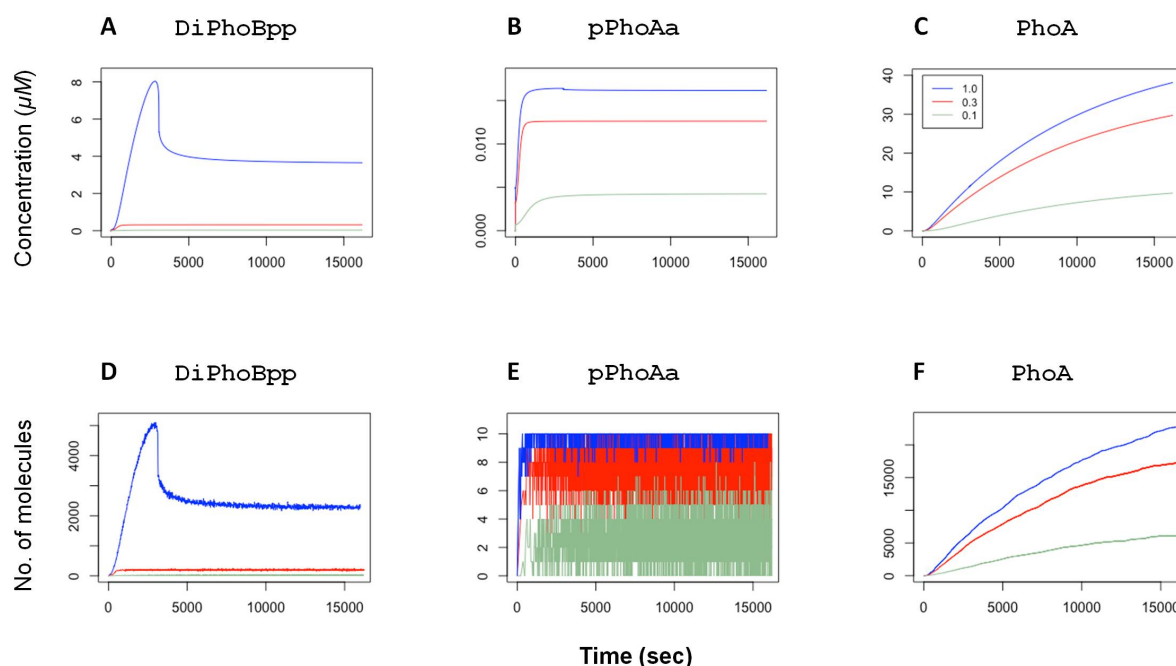 A DiPhoBpp
B pPhoAa
C PhoA
Concentration (µM)
0 2 4 6 8
0 5000 10000 15000
0.000 0.010
0 5000 10000 15000
0 10 20 30 40
1.0
0.3
0.1
0 5000 10000 15000
D DiPhoBpp
E pPhoAa
F PhoA
No. of molecules
0 2000 4000
0 5000 10000 15000
0 2 4 6 8 10
0 5000 10000 15000
0 5000 15000
0 5000 10000 15000
Time (sec)